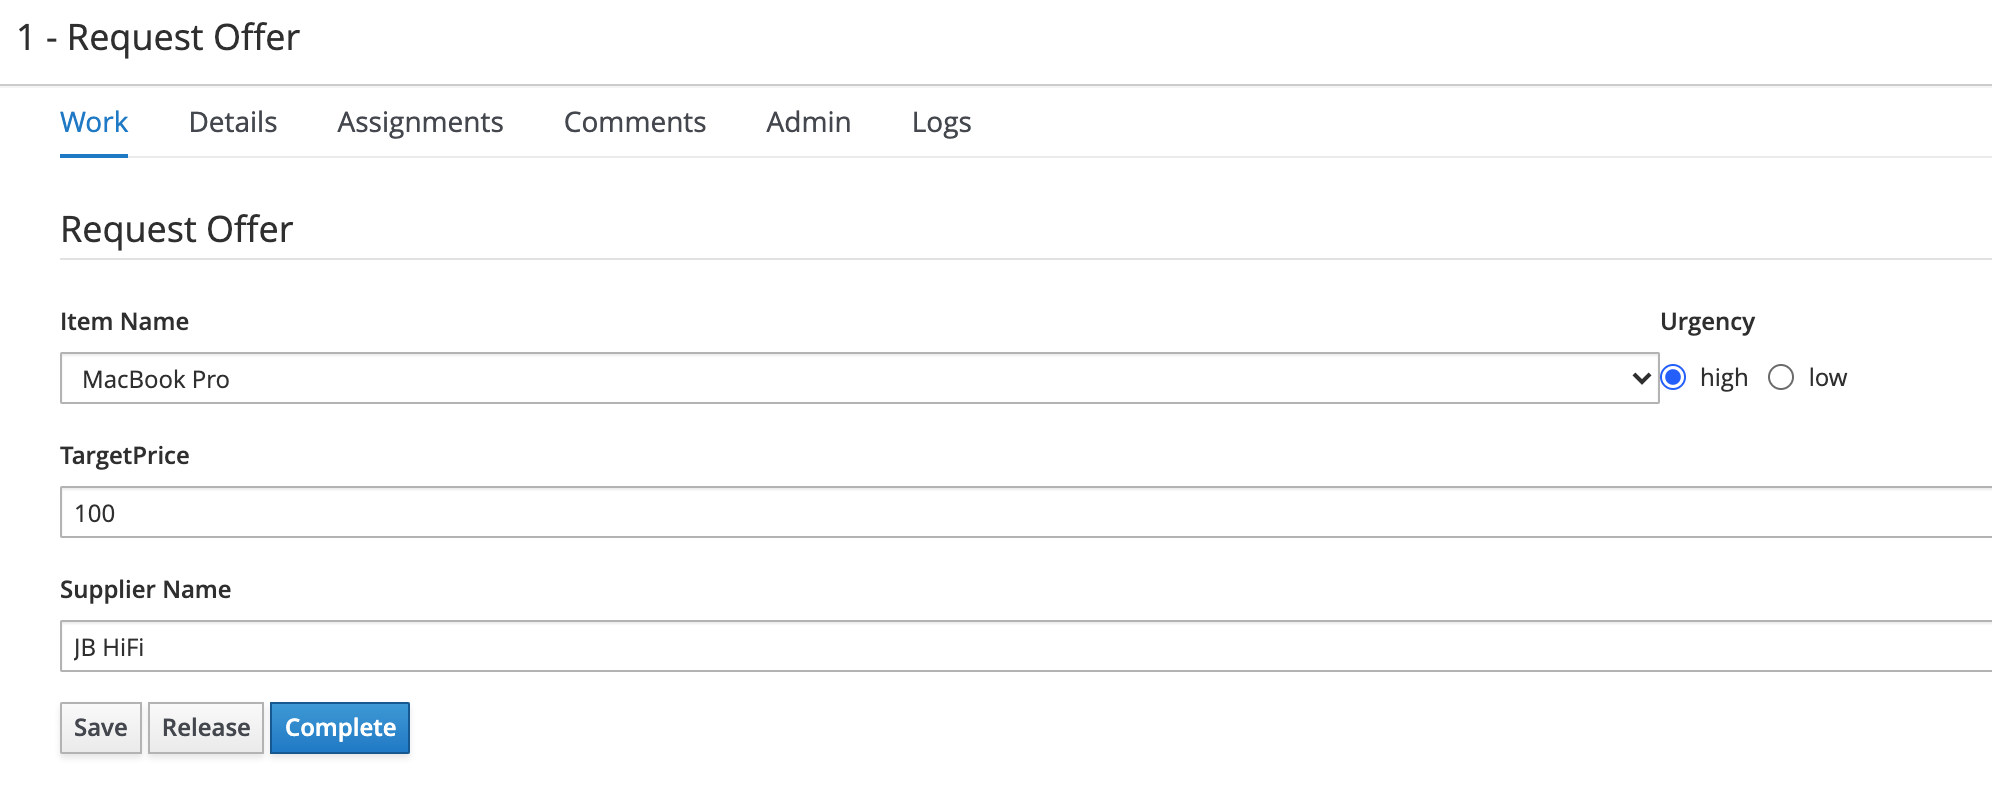 1 - Request Offer
Work Details Assignments Comments Admin Logs
Request Offer
Item Name Urgency
MacBook Pro high low
TargetPrice
100
Supplier Name
JB HiFi
Save Release Complete